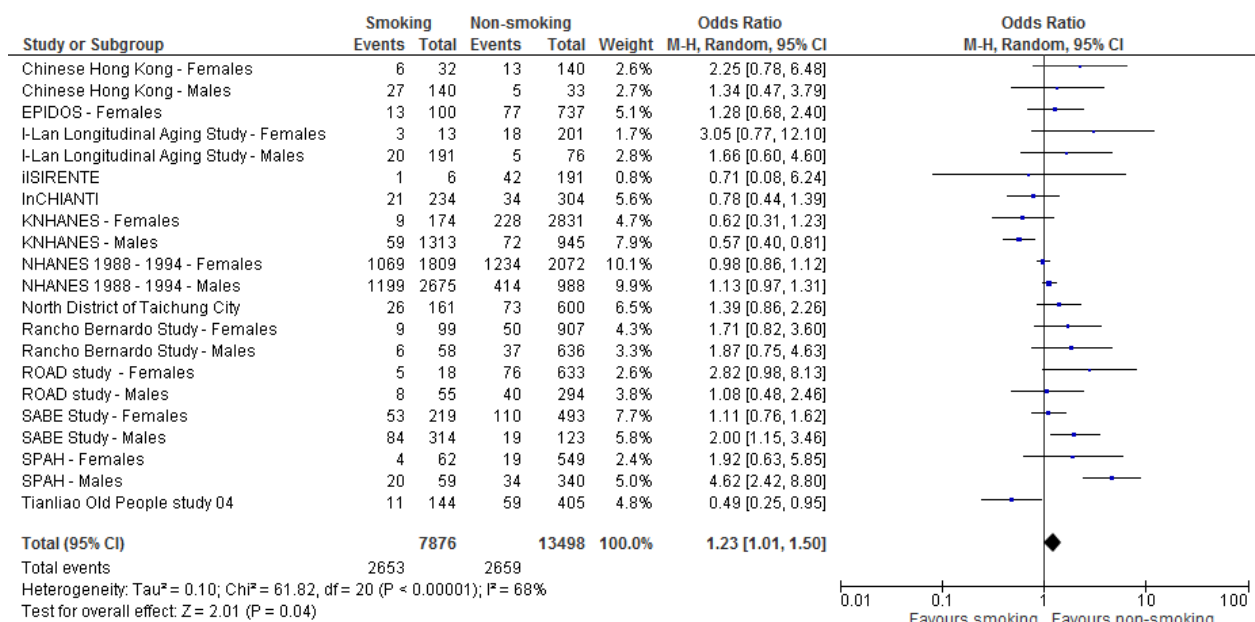 Smoking Non-smoking Odds Ratio Odds Ratio
Study or Subgroup Events Total Events Total Weight M-H, Random, 95% CI M-H, Random, 95% CI
Chinese Hong Kong - Females 6 32 13 140 2.6% 2.25 [0.78, 6.48]
Chinese Hong Kong - Males 27 140 5 33 2.7% 1.34 [0.47, 3.79]
EPIDOS - Females 13 100 77 737 5.1% 1.28 [0.68, 2.40]
I-Lan Longitudinal Aging Study - Females 3 13 18 201 1.7% 3.05 [0.77, 12.10]
I-Lan Longitudinal Aging Study - Males 20 191 5 76 2.8% 1.66 [0.60, 4.60]
ilSIRENTE 1 6 42 191 0.8% 0.71 [0.08, 6.24]
InCHIANTI 21 234 34 304 5.4% 0.78 [0.44, 1.39]
KNHANES - Females 9 174 228 2831 4.7% 0.62 [0.31, 1.23]
KNHANES - Males 59 1313 72 945 7.9% 0.57 [0.40, 0.81]
NHANES 1988 - 1994 - Females 1069 1809 1234 2072 10.1% 0.98 [0.86, 1.12]
NHANES 1988 - 1994 - Males 1199 2675 414 988 9.9% 1.13 [0.97, 1.31]
North District of Taichung City 26 161 73 600 6.5% 1.39 [0.86, 2.26]
Rancho Bernardo Study - Females 9 99 50 907 4.3% 1.71 [0.82, 3.60]
Rancho Bernardo Study - Males 6 58 37 636 3.3% 1.87 [0.75, 4.63]
ROAD study - Females 5 18 76 633 2.7% 2.82 [0.98, 8.13]
ROAD study - Males 8 55 40 294 3.8% 1.08 [0.48, 2.46]
SABE Study - Females 53 219 110 493 7.7% 1.11 [0.76, 1.62]
SABE Study - Males 84 314 19 123 5.8% 2.00 [1.15, 3.46]
SPAH - Females 4 62 19 549 2.4% 1.92 [0.63, 5.85]
SPAH - Males 20 59 34 340 5.0% 4.62 [2.42, 8.80]
Tianliao Old People study 04 11 144 59 405 4.8% 0.49 [0.25, 0.95]
Total (95% CI) 7876 13498 100.0% 1.23 [1.01, 1.50]
Total events 2653 2659
Heterogeneity: Tau² = 0.10; Chi² = 61.82, df = 20 (P < 0.00001); I² = 68%
Test for overall effect: Z = 2.01 (P = 0.04)
0.01 0.1 1 10 100
Favours smoking Favours non-smoking